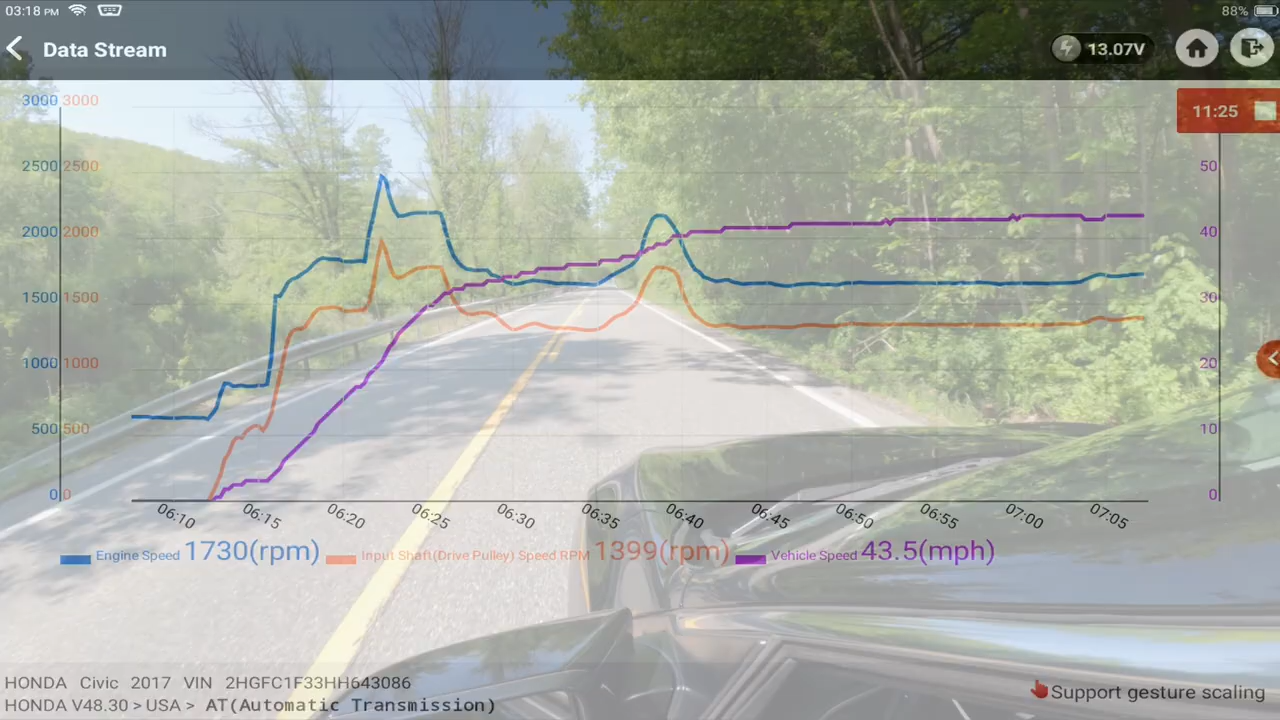 03:18 PM 88%
Data Stream 13.07V
3000 3000
11:25
2500 2500 50
2000 2000 40
1500 1500 30
1000 1000 20
500 500 10
0 0 0
06:10 06:15 06:20 06:25 06:30 06:35 06:40 06:45 06:50 06:55 07:00 07:05
Engine Speed 1730(rpm) Input Shaft(Drive Pulley) Speed RPM 1399(rpm) Vehicle Speed 43.5(mph)
HONDA Civic 2017 VIN 2HGFC1F33HH643086
HONDA V48.30 > USA > AT(Automatic Transmission)
Support gesture scaling